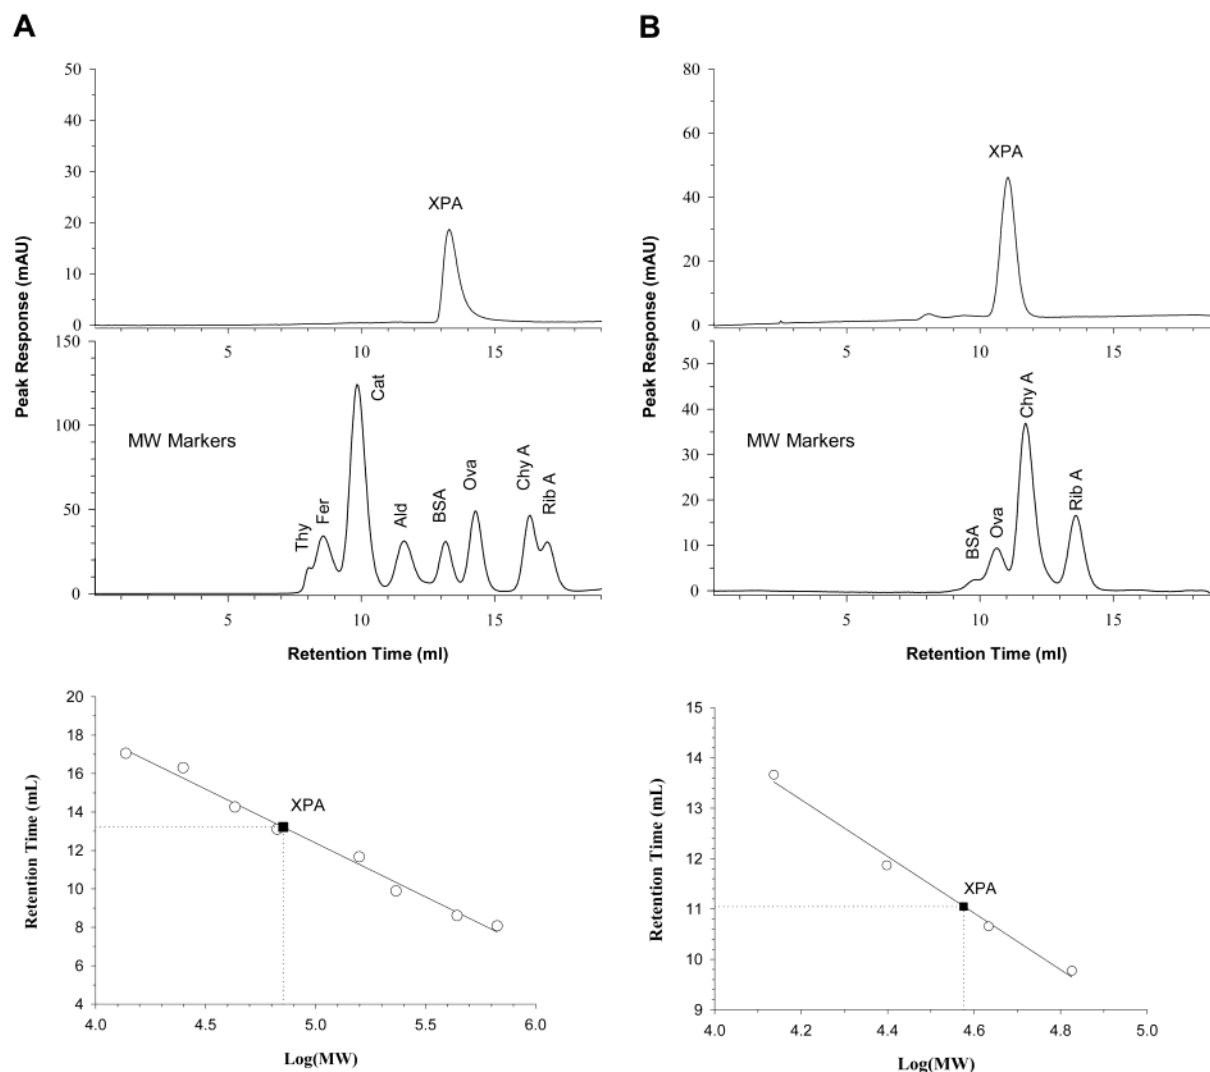 A
50
40
30
20
10
0
Peak Response (mAU)
XPA
5
10
15
150
100
50
0
MW Markers
Thy
Fer
Cat
Ald
BSA
Ova
Chy A
Rib A
5
10
15
Retention Time (ml)
20
18
16
14
12
10
8
6
4
Retention Time (mL)
XPA
4.0
4.5
5.0
5.5
6.0
Log(MW)
B
80
60
40
20
0
Peak Response (mAU)
XPA
5
10
15
50
40
30
20
10
0
MW Markers
BSA
Ova
Chy A
Rib A
5
10
15
Retention Time (ml)
15
14
13
12
11
10
9
Retention Time (mL)
XPA
4.0
4.2
4.4
4.6
4.8
5.0
Log(MW)